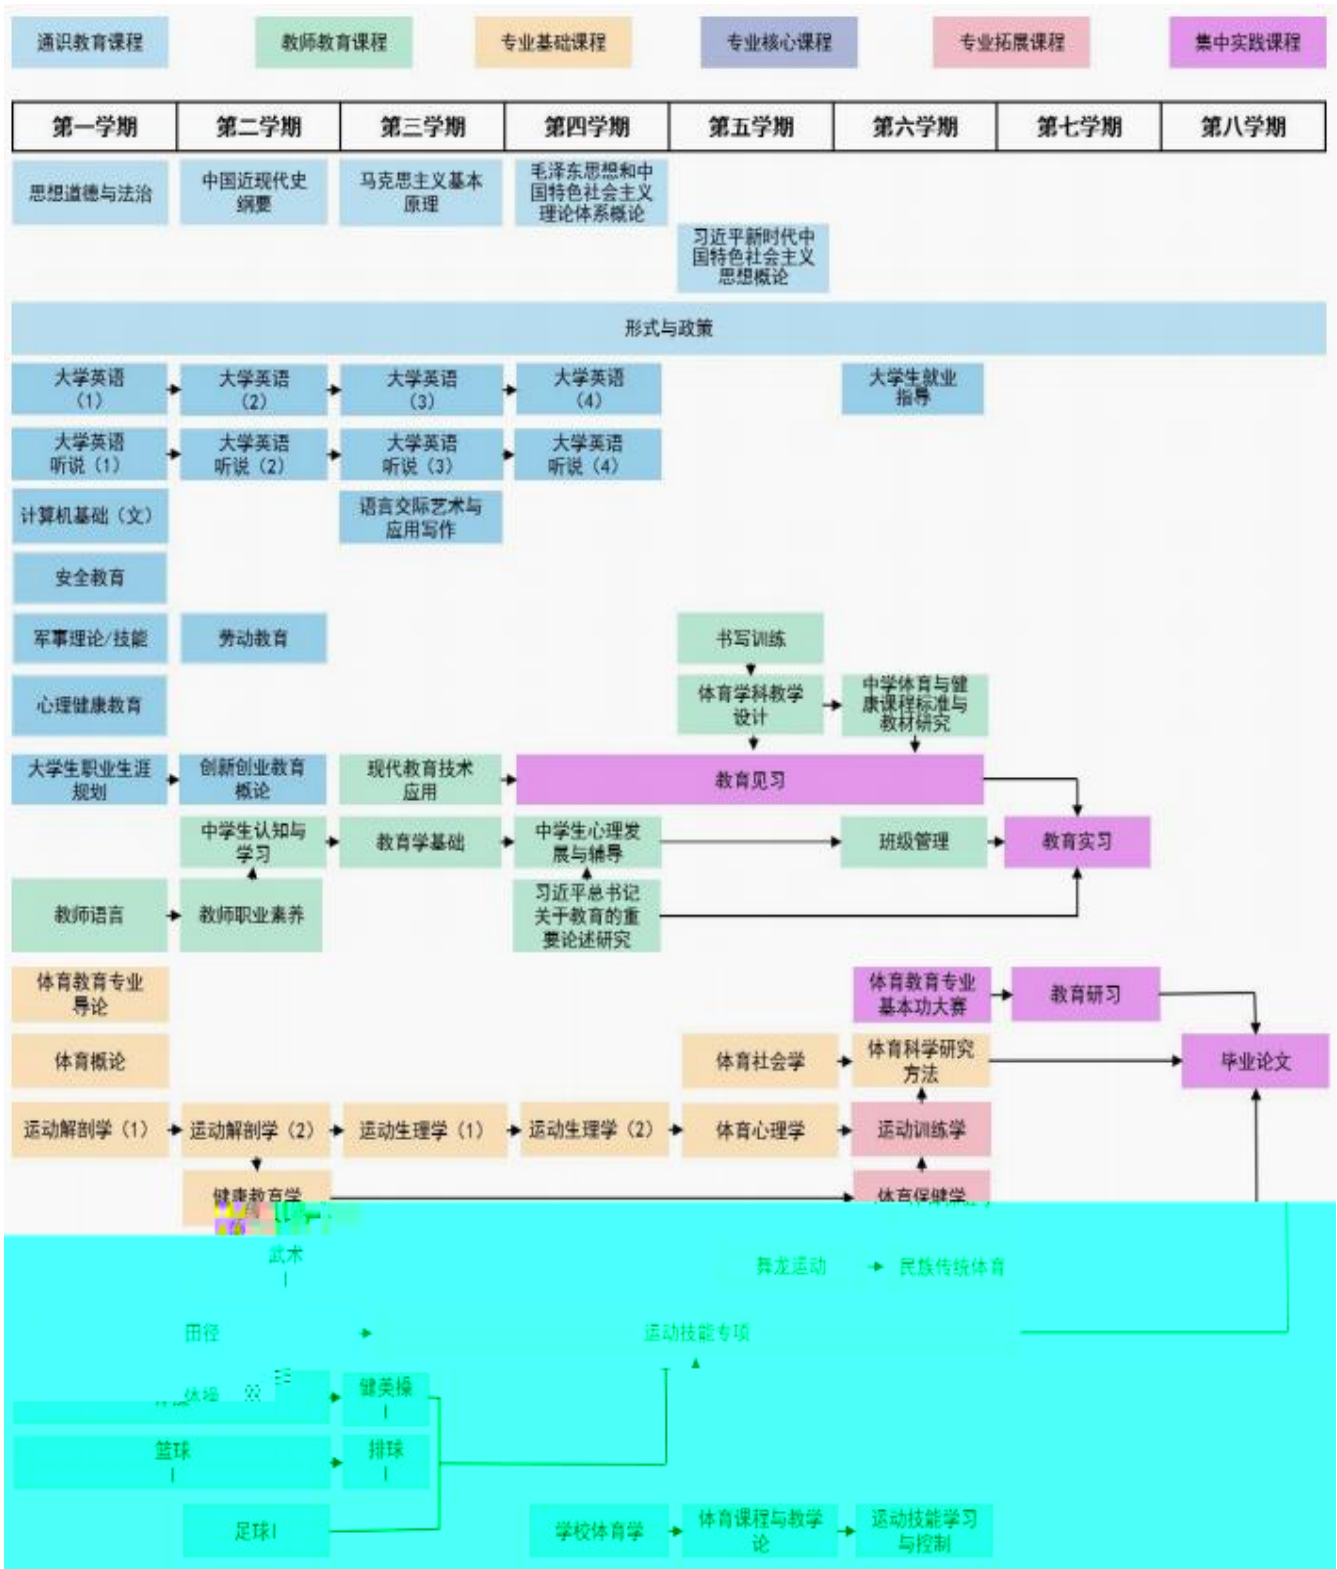 通识教育课程
教师教育课程
专业基础课程
专业核心课程
专业拓展课程
集中实践课程
第一学期
第二学期
第三学期
第四学期
第五学期
第六学期
第七学期
第八学期
思想道德与法治
中国近现代史
纲要
马克思主义基本
原理
毛泽东思想和中
国特色社会主义
理论体系概论
习近平新时代中
国特色社会主义
思想概论
形式与政策
大学英语
（1）
大学英语
（2）
大学英语
（3）
大学英语
（4）
大学生就业
指导
大学英语
听说（1）
大学英语
听说（2）
大学英语
听说（3）
大学英语
听说（4）
计算机基础（文）
语言交际艺术与
应用写作
安全教育
军事理论/技能
劳动教育
书写训练
心理健康教育
体育学科教学
设计
中学体育与健
康课程标准与
教材研究
大学生职业生涯
规划
创新创业教育
概论
现代教育技术
应用
教育见习
中学生认知与
学习
教育学基础
中学生心理发
展与辅导
班级管理
教育实习
教师语言
教师职业素养
习近平总书记
关于教育的重
要论述研究
体育教育专业
导论
体育教育专业
基本功大赛
教育研习
体育概论
体育社会学
体育科学研究
方法
毕业论文
运动解剖学（1）
运动解剖学（2）
运动生理学（1）
运动生理学（2）
体育心理学
运动训练学
健康教育学
体育保健学
武术
I
舞龙运动
民族传统体育
田径
运动技能专项
体操
健美操
I
篮球
I
排球
I
足球I
学校体育学
体育课程与教学
论
运动技能学习
与控制